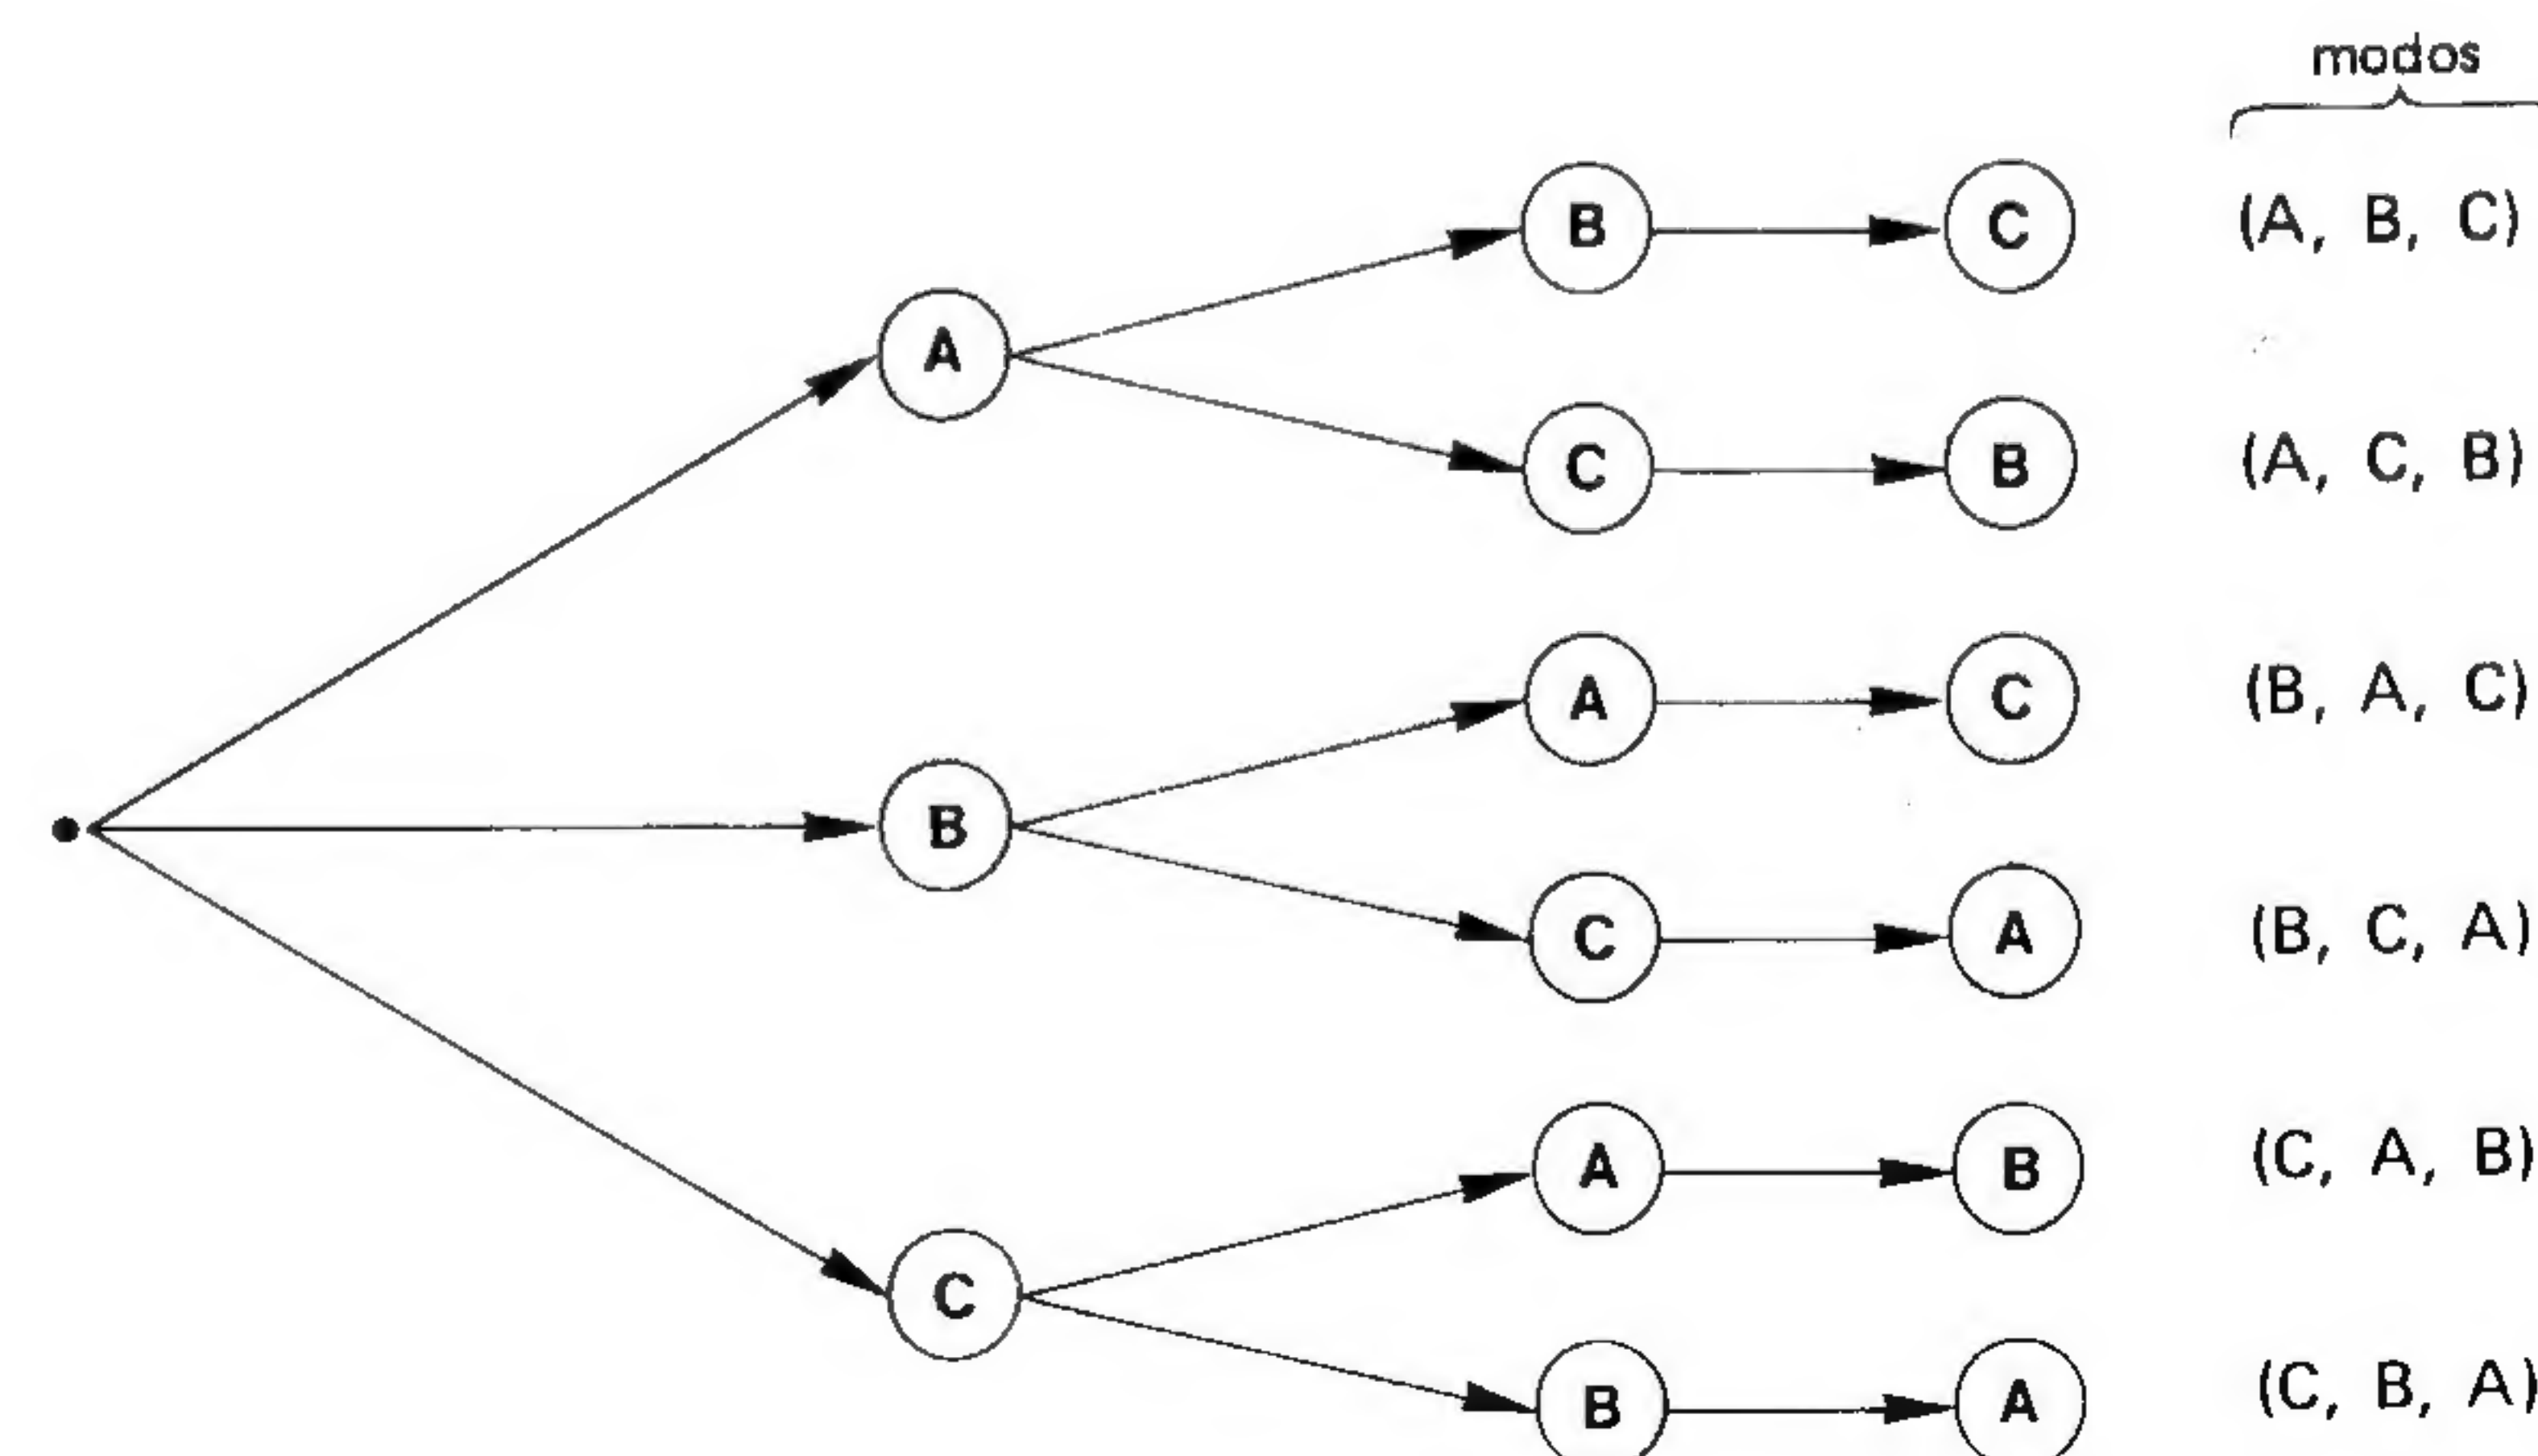 modos
B C (A, B, C)
A
C B (A, C, B)
A C (B, A, C)
B
C A (B, C, A)
A B (C, A, B)
C
B A (C, B, A)